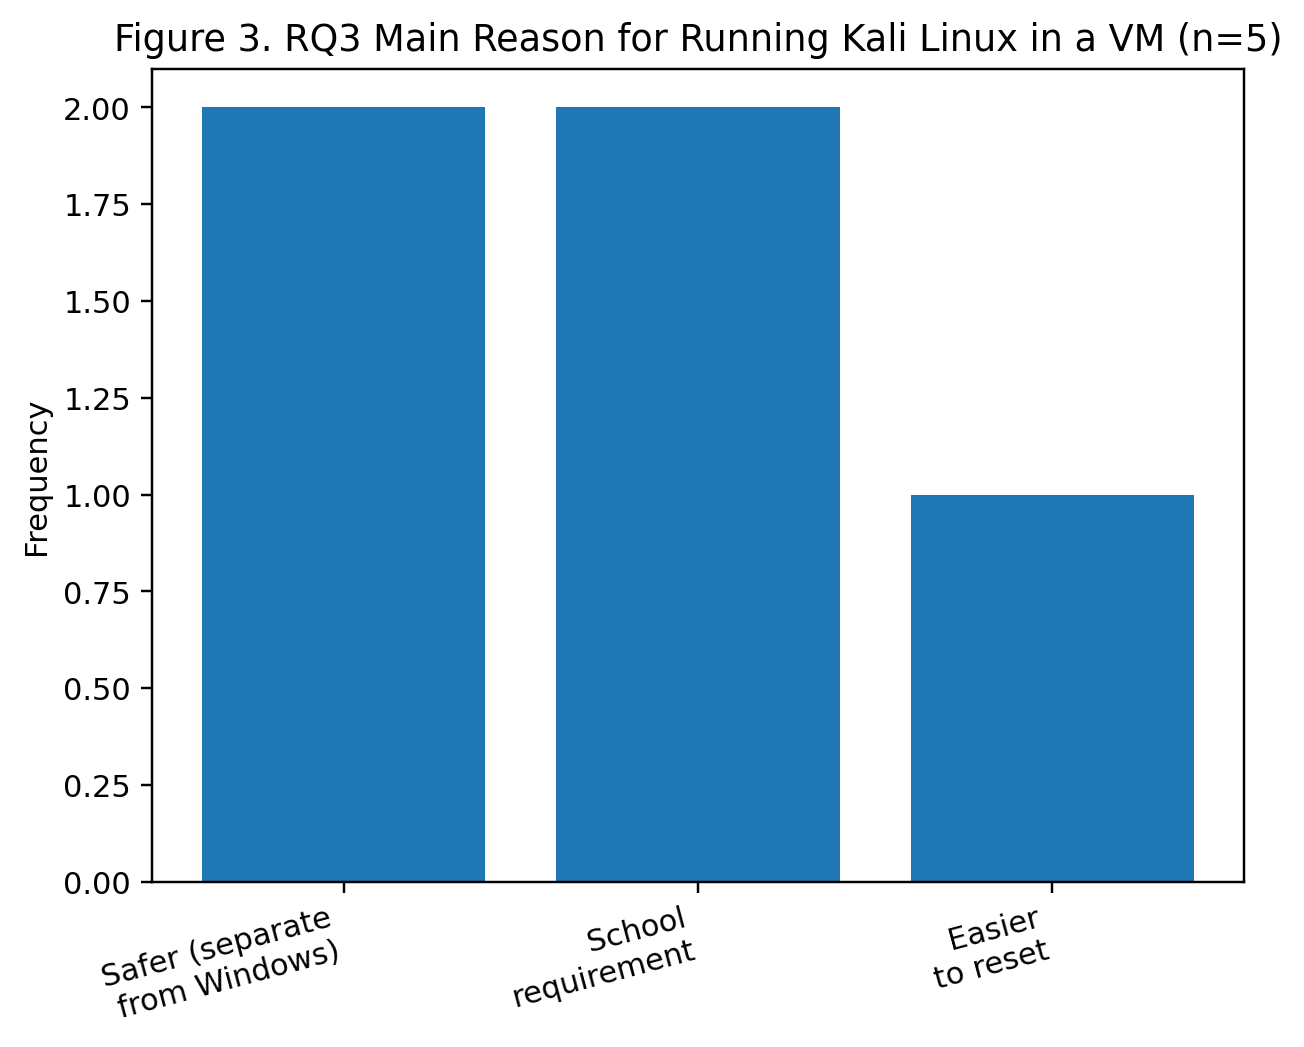 Figure 3. RQ3 Main Reason for Running Kali Linux in a VM (n=5)
Frequency
2.00
1.75
1.50
1.25
1.00
0.75
0.50
0.25
0.00
Safer (separate
from Windows)
School
requirement
Easier
to reset